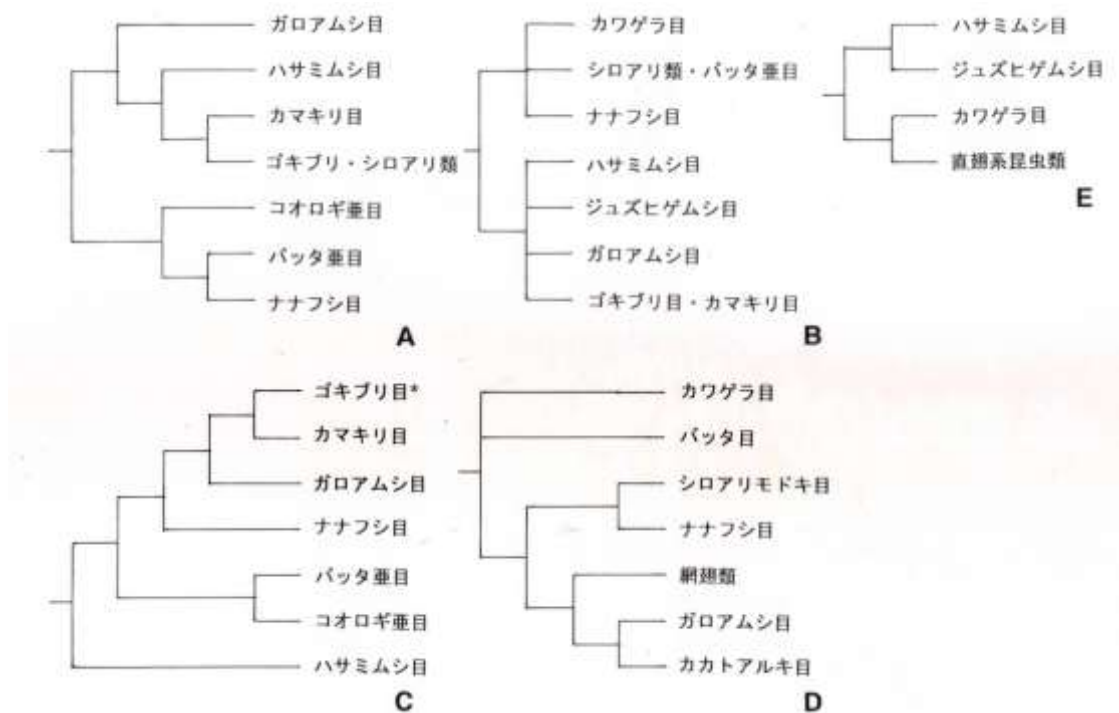 ガロアムシ目
ハサミムシ目
カマキリ目
ゴキブリ・シロアリ類
コオロギ亜目
バッタ亜目
ナナフシ目
A
カワゲラ目
シロアリ類・バッタ亜目
ナナフシ目
ハサミムシ目
ジュズヒゲムシ目
ガロアムシ目
ゴキブリ目・カマキリ目
B
ハサミムシ目
ジュズヒゲムシ目
カワゲラ目
直翅系昆虫類
E
ゴキブリ目*
カマキリ目
ガロアムシ目
ナナフシ目
バッタ亜目
コオロギ亜目
ハサミムシ目
C
カワゲラ目
バッタ目
シロアリモドキ目
ナナフシ目
網翅類
ガロアムシ目
カカトアルキ目
D